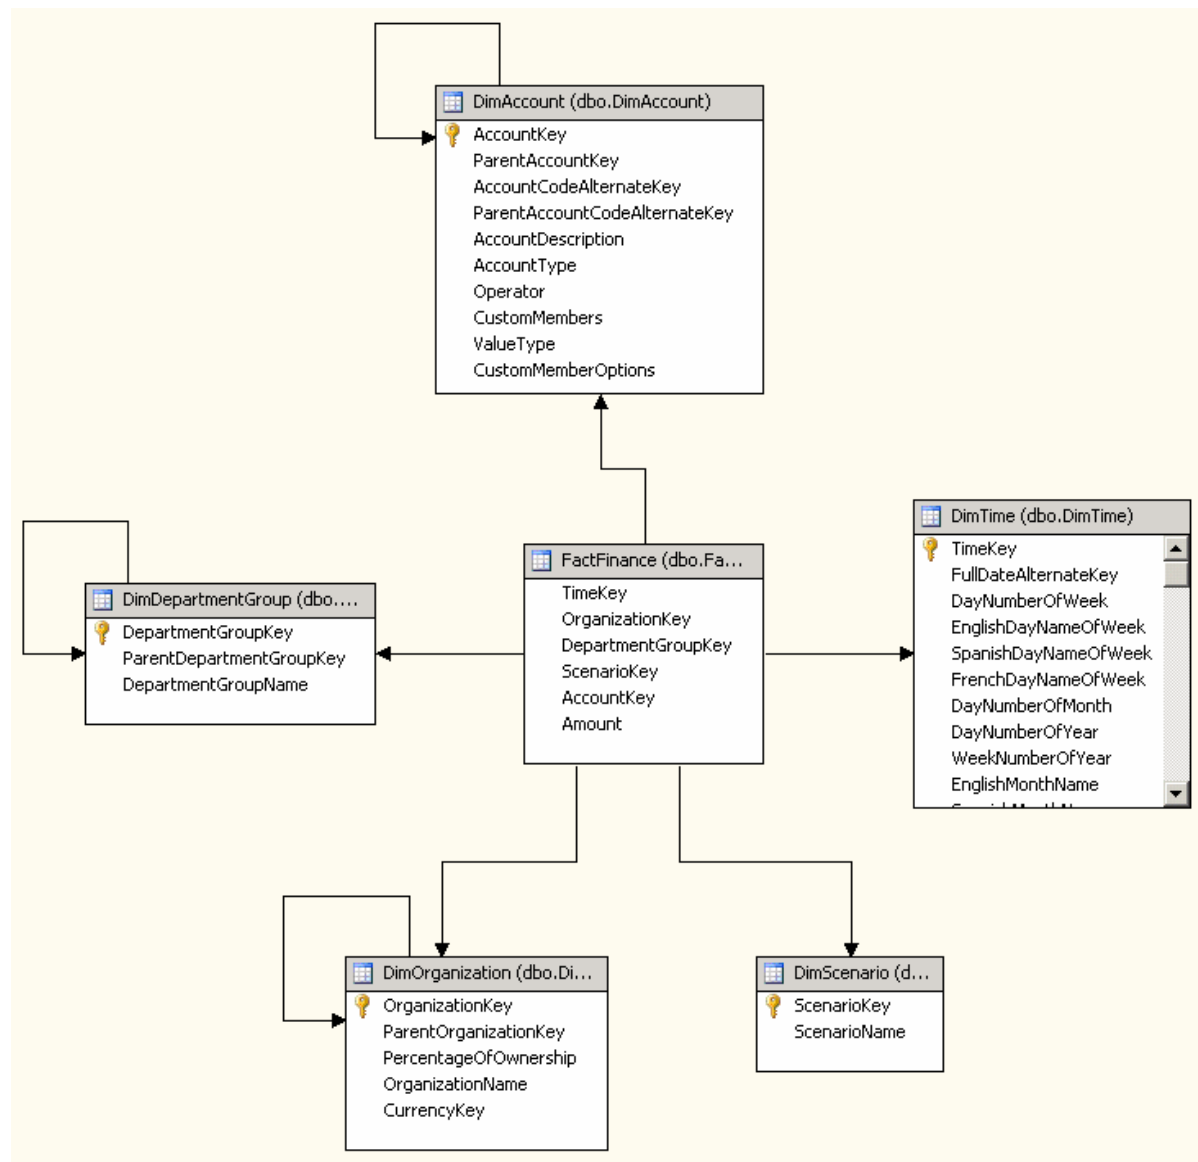 DimAccount (dbo.DimAccount)
AccountKey
ParentAccountKey
AccountCodeAlternateKey
ParentAccountCodeAlternateKey
AccountDescription
AccountType
Operator
CustomMembers
ValueType
CustomMemberOptions
DimTime (dbo.DimTime)
TimeKey
FullDateAlternateKey
DayNumberOfWeek
EnglishDayNameOfWeek
SpanishDayNameOfWeek
FrenchDayNameOfWeek
DayNumberOfMonth
DayNumberOfYear
WeekNumberOfYear
EnglishMonthName
FactFinance (dbo.Fa...
TimeKey
OrganizationKey
DepartmentGroupKey
ScenarioKey
AccountKey
Amount
DimDepartmentGroup (dbo....
DepartmentGroupKey
ParentDepartmentGroupKey
DepartmentGroupName
DimOrganization (dbo.Di...
OrganizationKey
ParentOrganizationKey
PercentageOfOwnership
OrganizationName
CurrencyKey
DimScenario (d...
ScenarioKey
ScenarioName